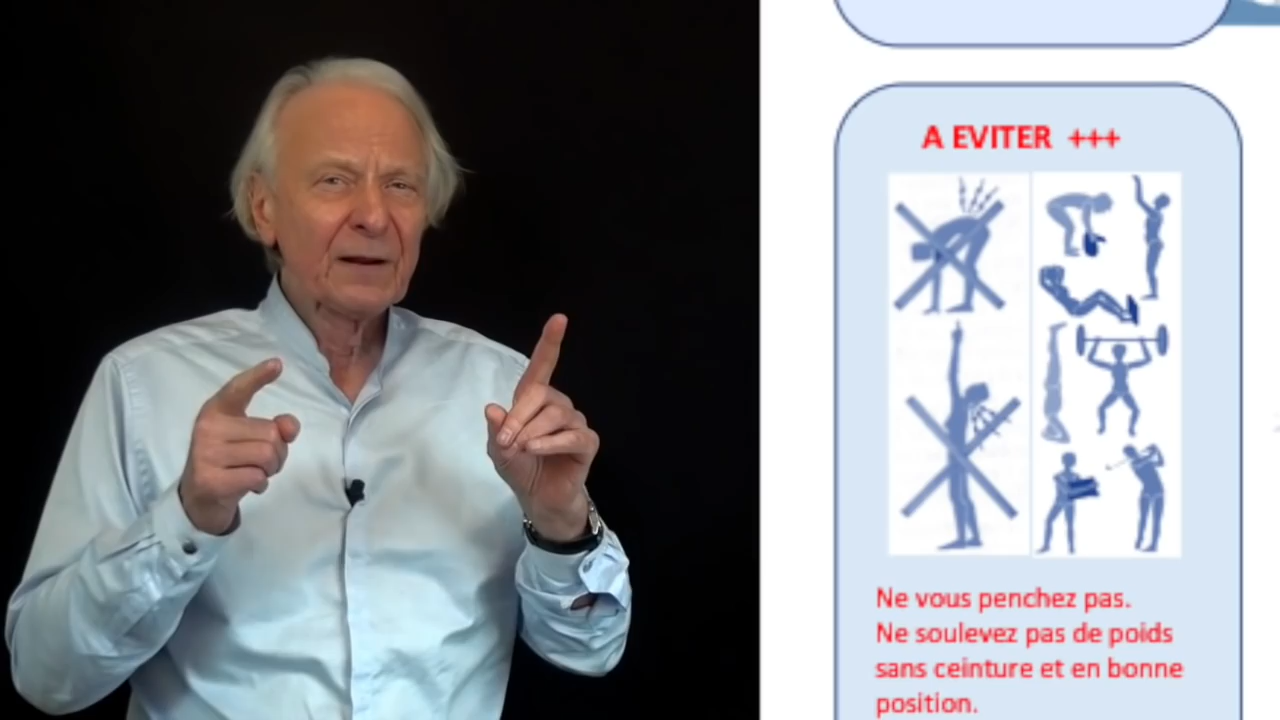 A EVITER +++
Ne vous penchez pas.
Ne soulevez pas de poids
sans ceinture et en bonne
position.